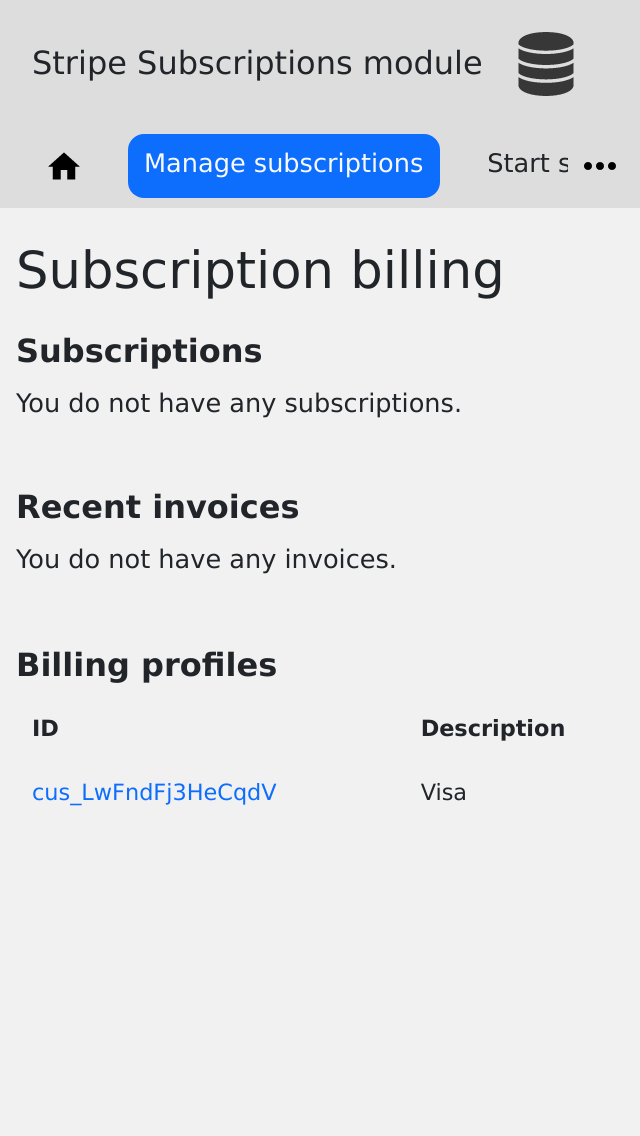 Stripe Subscriptions module
Manage subscriptions
Start s
Subscription billing
Subscriptions
You do not have any subscriptions.
Recent invoices
You do not have any invoices.
Billing profiles
ID Description
cus_LwFndFj3HeCqdV Visa